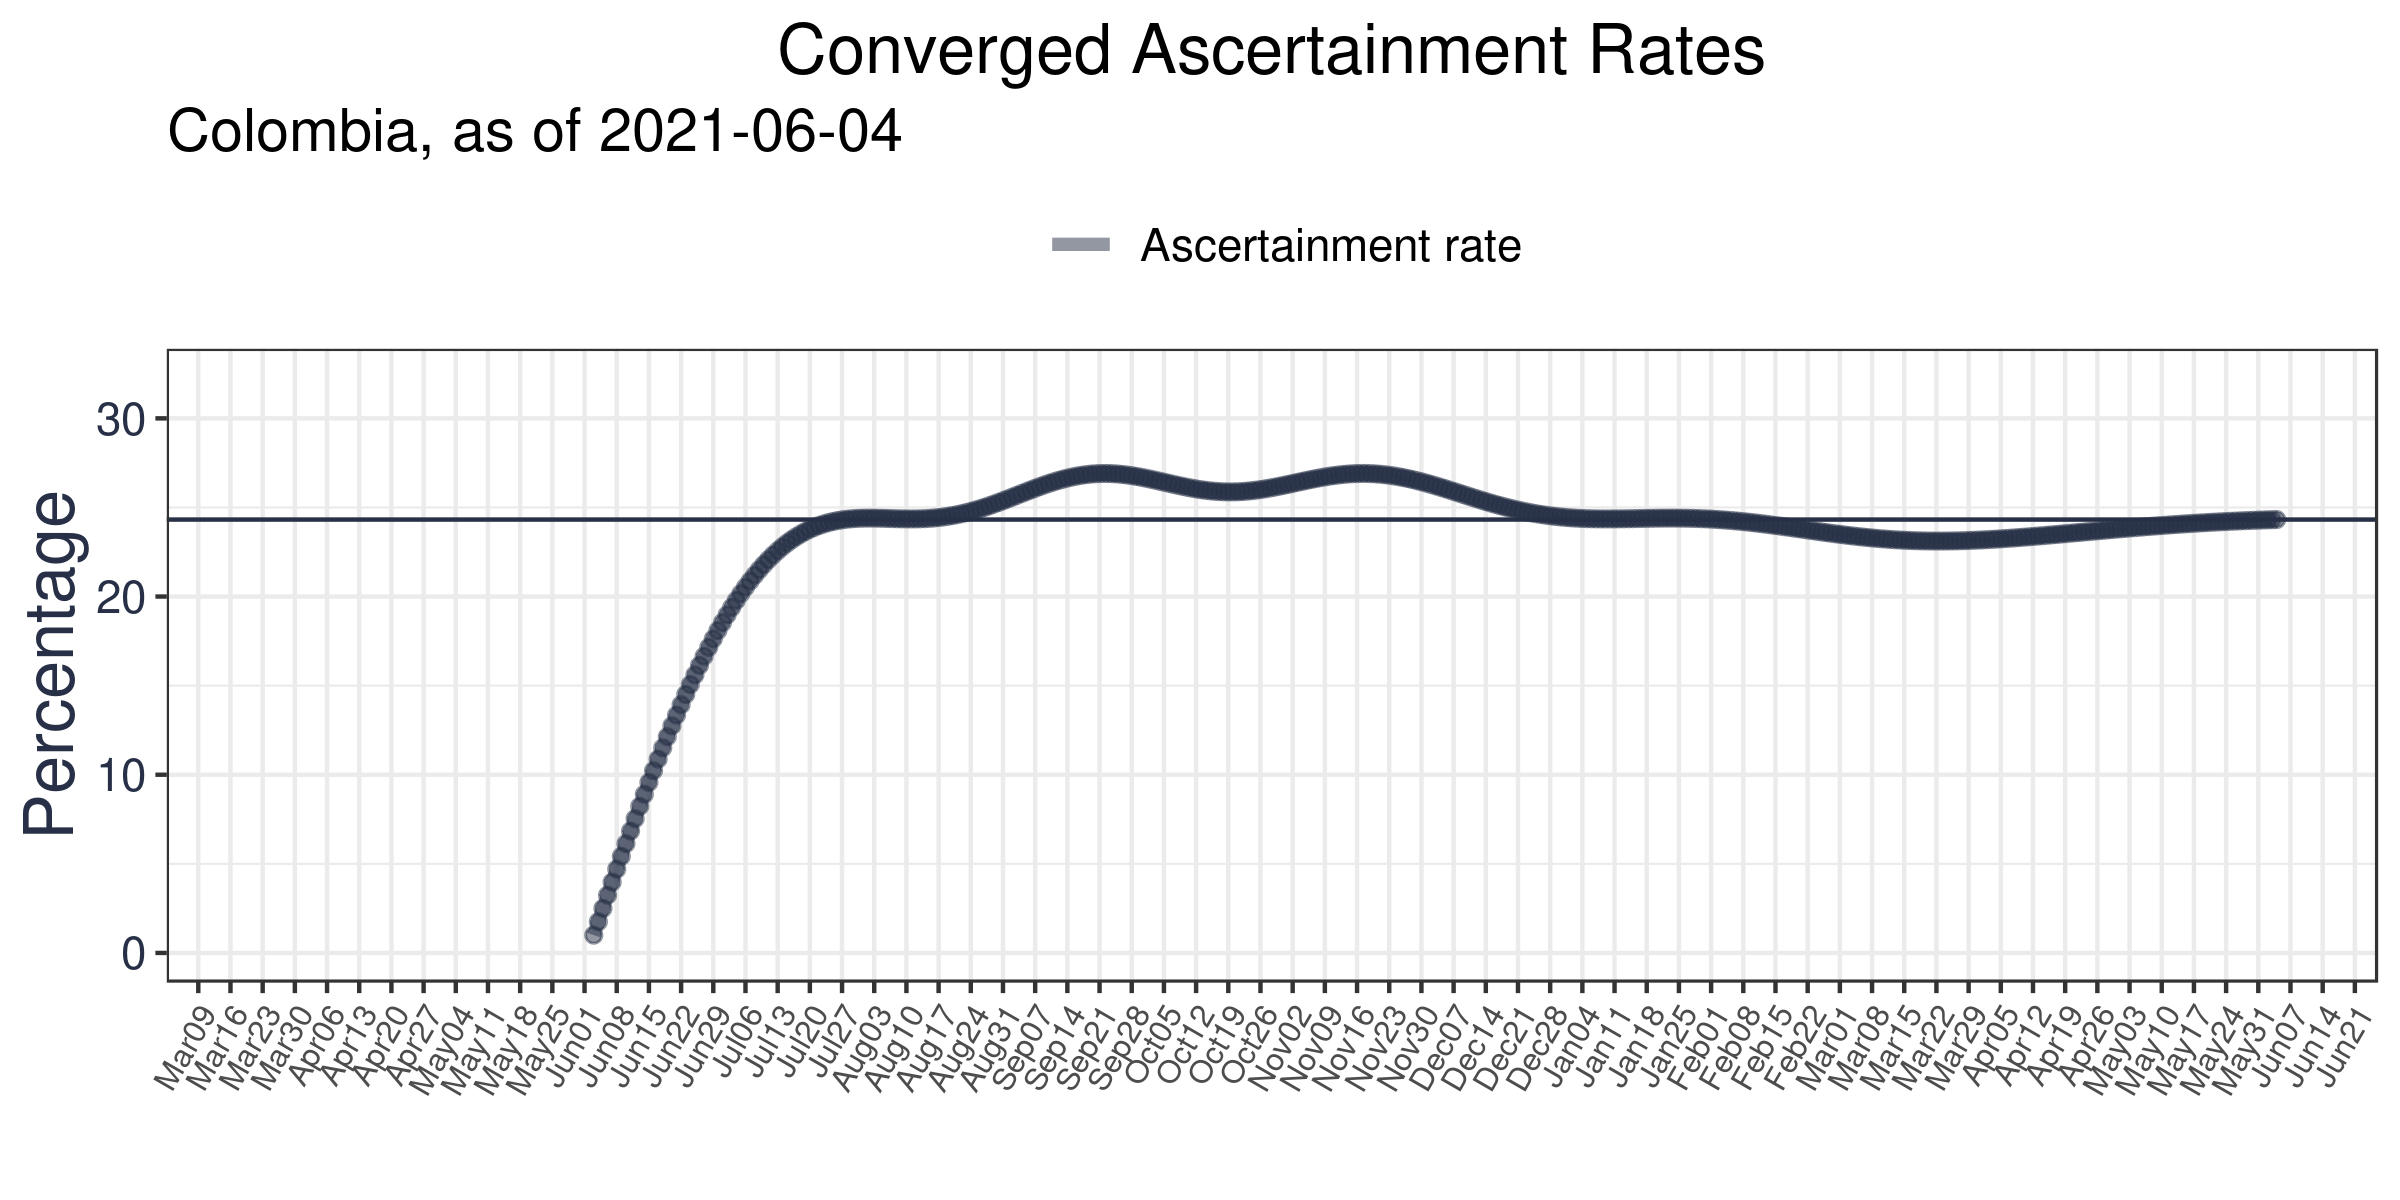 Converged Ascertainment Rates
Colombia, as of 2021-06-04
Ascertainment rate
Percentage
30
20
10
0
Mar09
Mar16
Mar23
Mar30
Apr06
Apr13
Apr20
Apr27
May04
May11
May18
May25
Jun01
Jun08
Jun15
Jun22
Jun29
Jul06
Jul13
Jul20
Jul27
Aug03
Aug10
Aug17
Aug24
Aug31
Sep07
Sep14
Sep21
Sep28
Oct05
Oct12
Oct19
Oct26
Nov02
Nov09
Nov16
Nov23
Nov30
Dec07
Dec14
Dec21
Dec28
Jan04
Jan11
Jan18
Jan25
Feb01
Feb08
Feb15
Feb22
Mar01
Mar08
Mar15
Mar22
Mar29
Apr05
Apr12
Apr19
Apr26
May03
May10
May17
May24
May31
Jun07
Jun14
Jun21